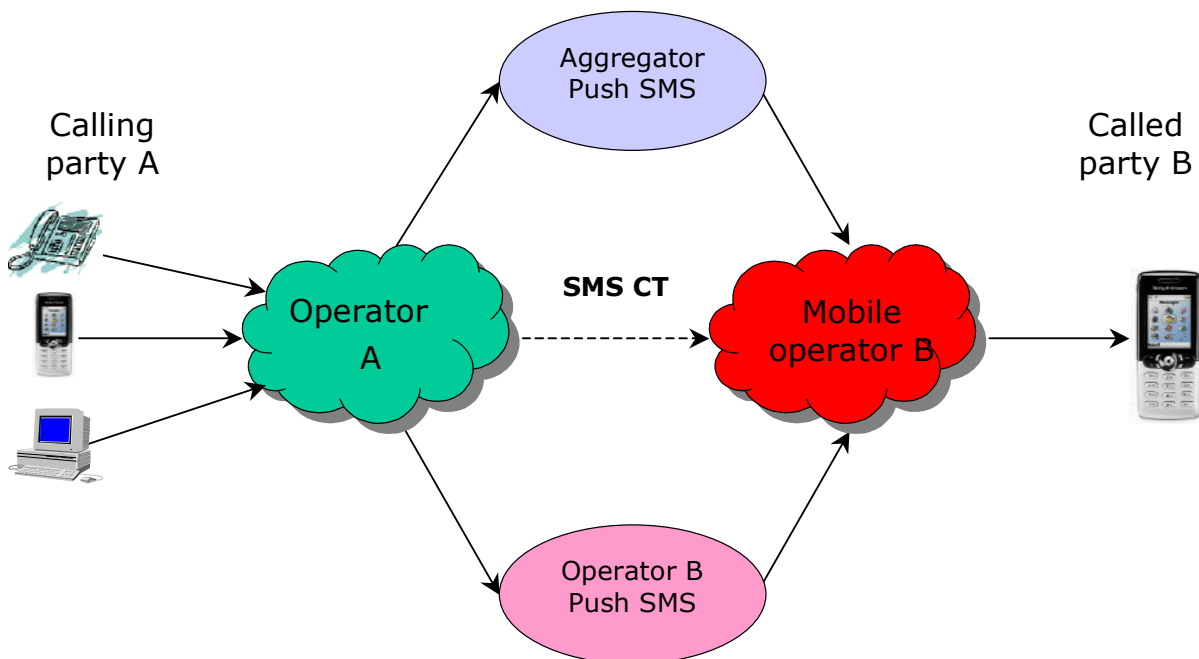 Aggregator
Push SMS
Calling
party A
Called
party B
SMS CT
Operator
A
Mobile
operator B
Operator B
Push SMS